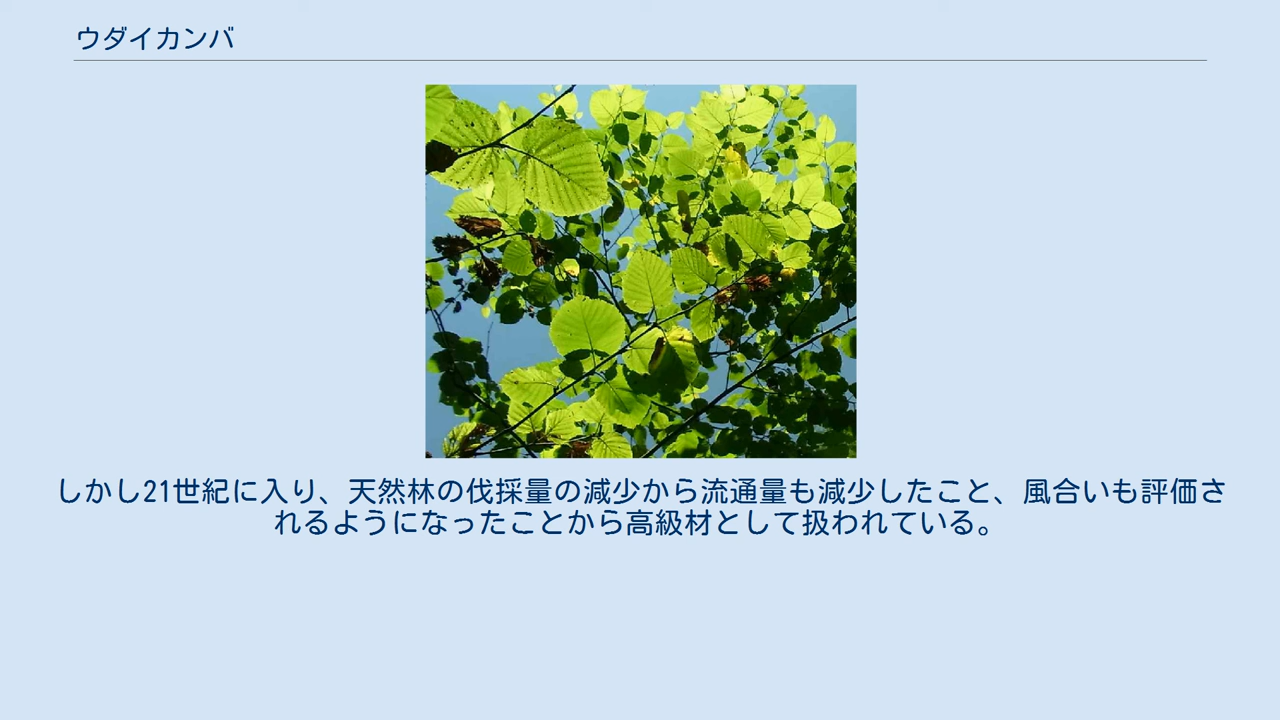 ウダイカンバ
しかし21世紀に入り、天然林の伐採量の減少から流通量も減少したこと、風合いも評価さ
れるようになったことから高級材として扱われている。